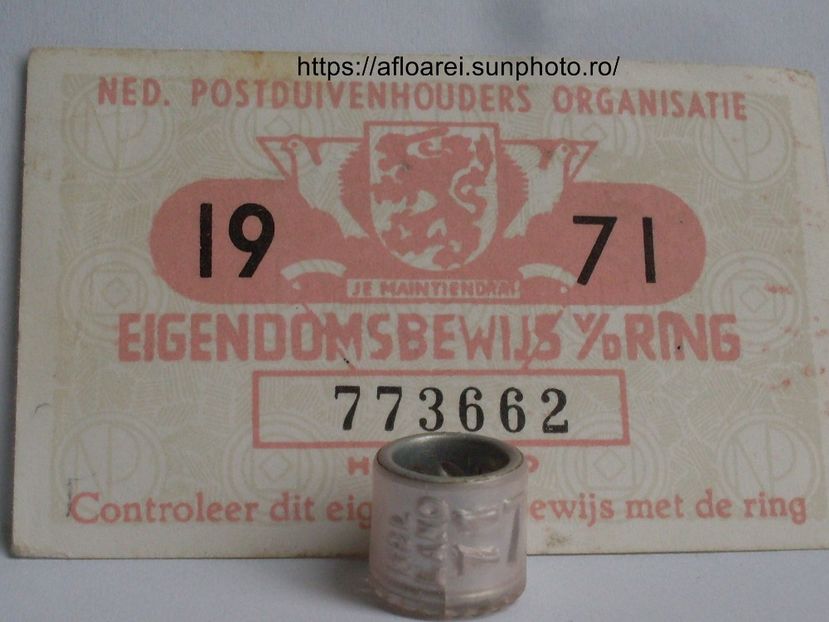 https://afloarei.sunphoto.ro/
NED. POSTDUIVENHOUDERS ORGANISATIE
19 71
JE MAINTIENDRAI
EIGENDOMSBEWIJS V/D RING
773662
Controleer dit ewijs met de ring